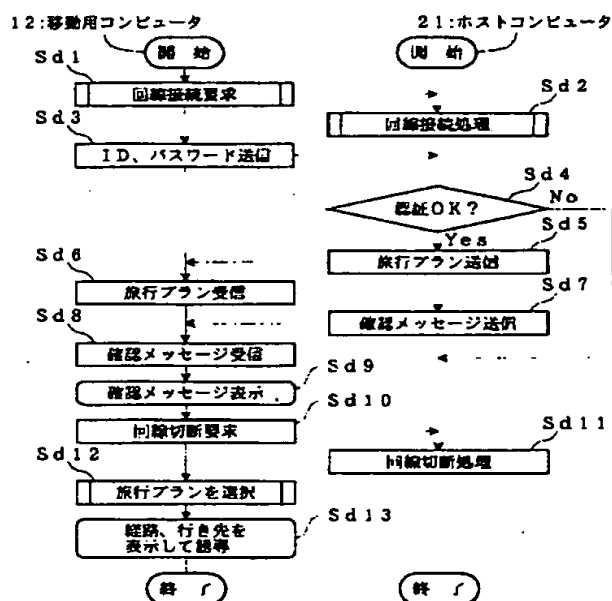 12:移動用コンピュータ 21:ホストコンピュータ
開 始 開 始
Sd1
回線接続要求 Sd2
Sd3 回線接続処理
ID、パスワード送信
Sd4
認証OK? No
Yes Sd5
Sd6 旅行プラン送信
旅行プラン受信 Sd7
Sd8 確認メッセージ送信
確認メッセージ受信
Sd9
確認メッセージ表示
Sd10
回線切断要求 Sd11
Sd12 回線切断処理
旅行プランを選択
Sd13
経路、行き先を
表示して誘導
終 了 終 了